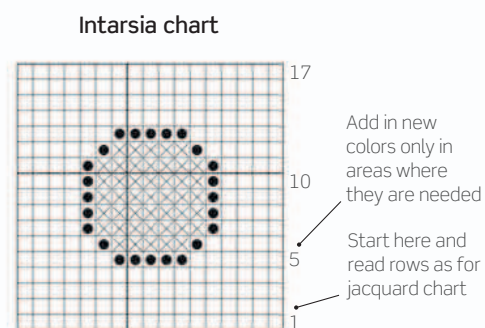 Intarsia chart
17
Add in new
colors only in
areas where
they are needed
10
5
Start here and
read rows as for
jacquard chart
1